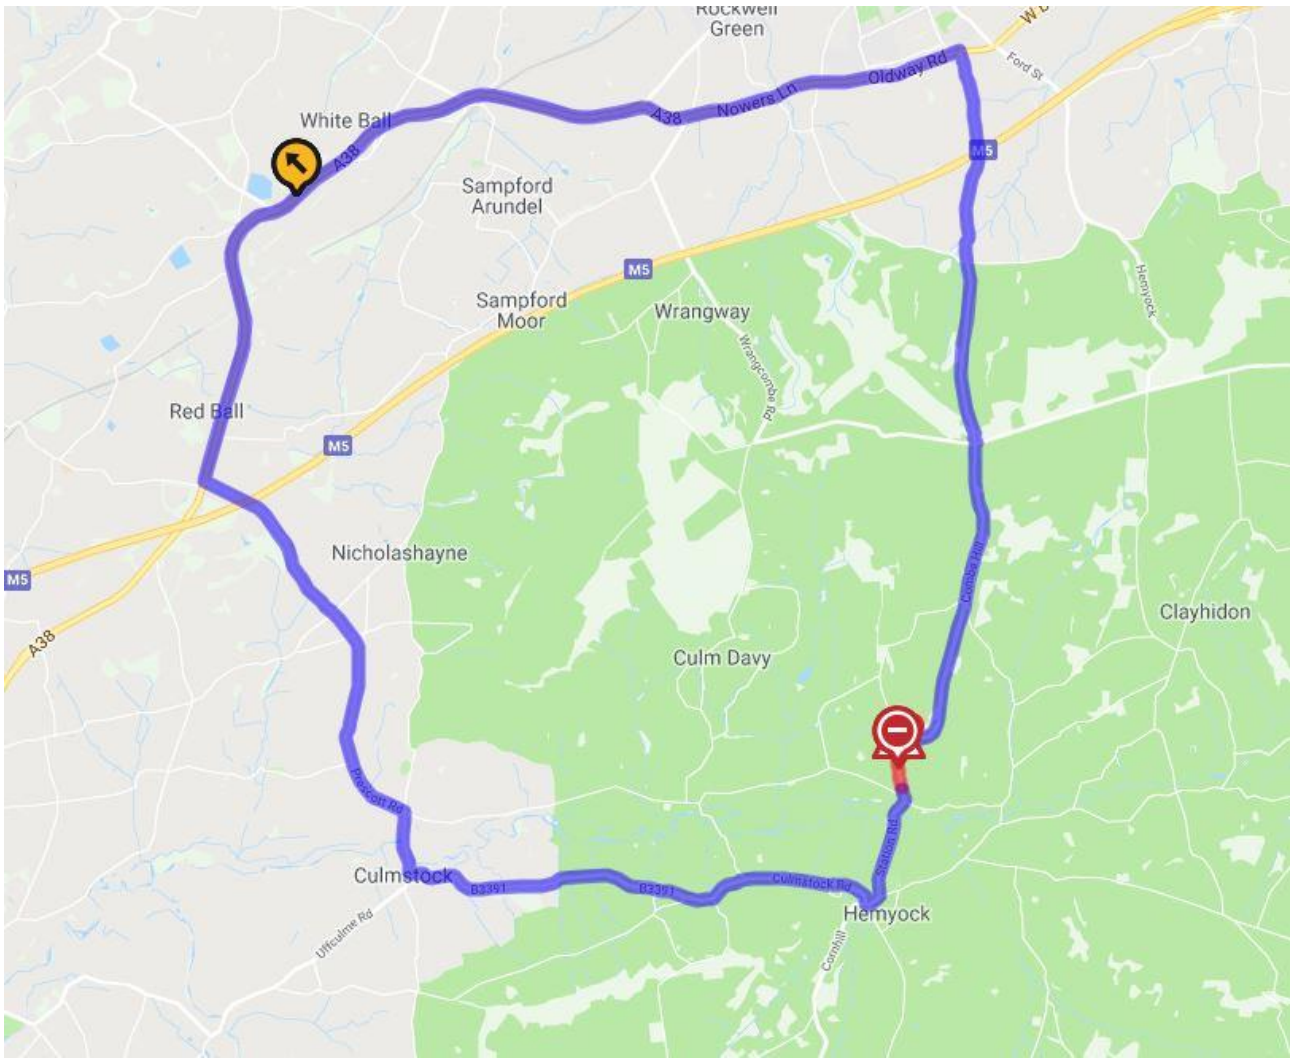 Rockwell
Green
W B
Ford St
Oldway Rd
Nowers Ln
A38
White Ball
A38
M5
Sampford
Arundel
M5
Hemyock
Sampford
Moor
Wrangway
Wrangcombe Rd
Red Ball
M5
Nicholashayne
M5
Comba Hill
Clayhidon
A38
Culm Davy
Prescott Rd
Station Rd
Culmstock
B3391
B3391
Culmstock Rd
Hemyock
Uffculme Rd
Cornhill